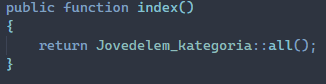 public function index()
{
    return Jovedelem_kategoria::all();
}